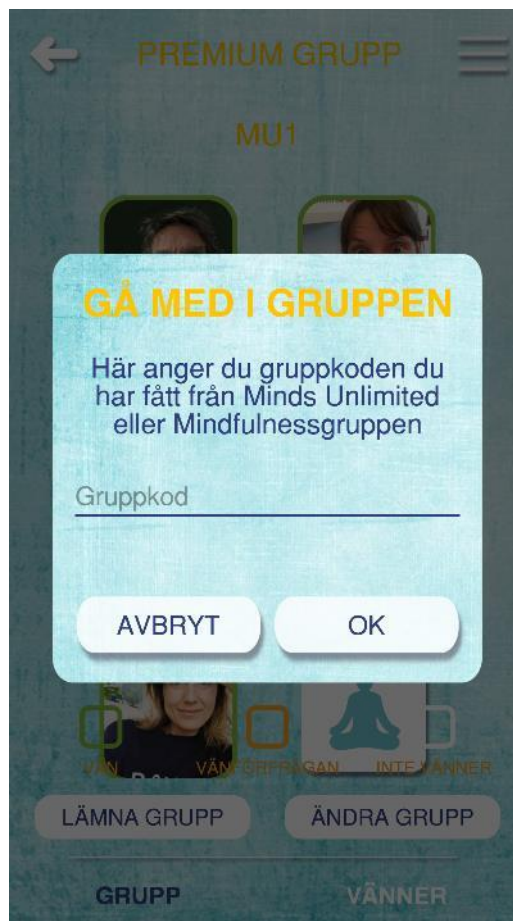 PREMIUM GRUPP
MU1
GÅ MED I GRUPPEN
Här anger du gruppkoden du
har fått från Minds Unlimited
eller Mindfulnessgruppen
Gruppkod
AVBRYT OK
VÄN VÄNFÖRFRÅGAN INTE VÄNNER
LÄMNA GRUPP ÄNDRA GRUPP
GRUPP VÄNNER